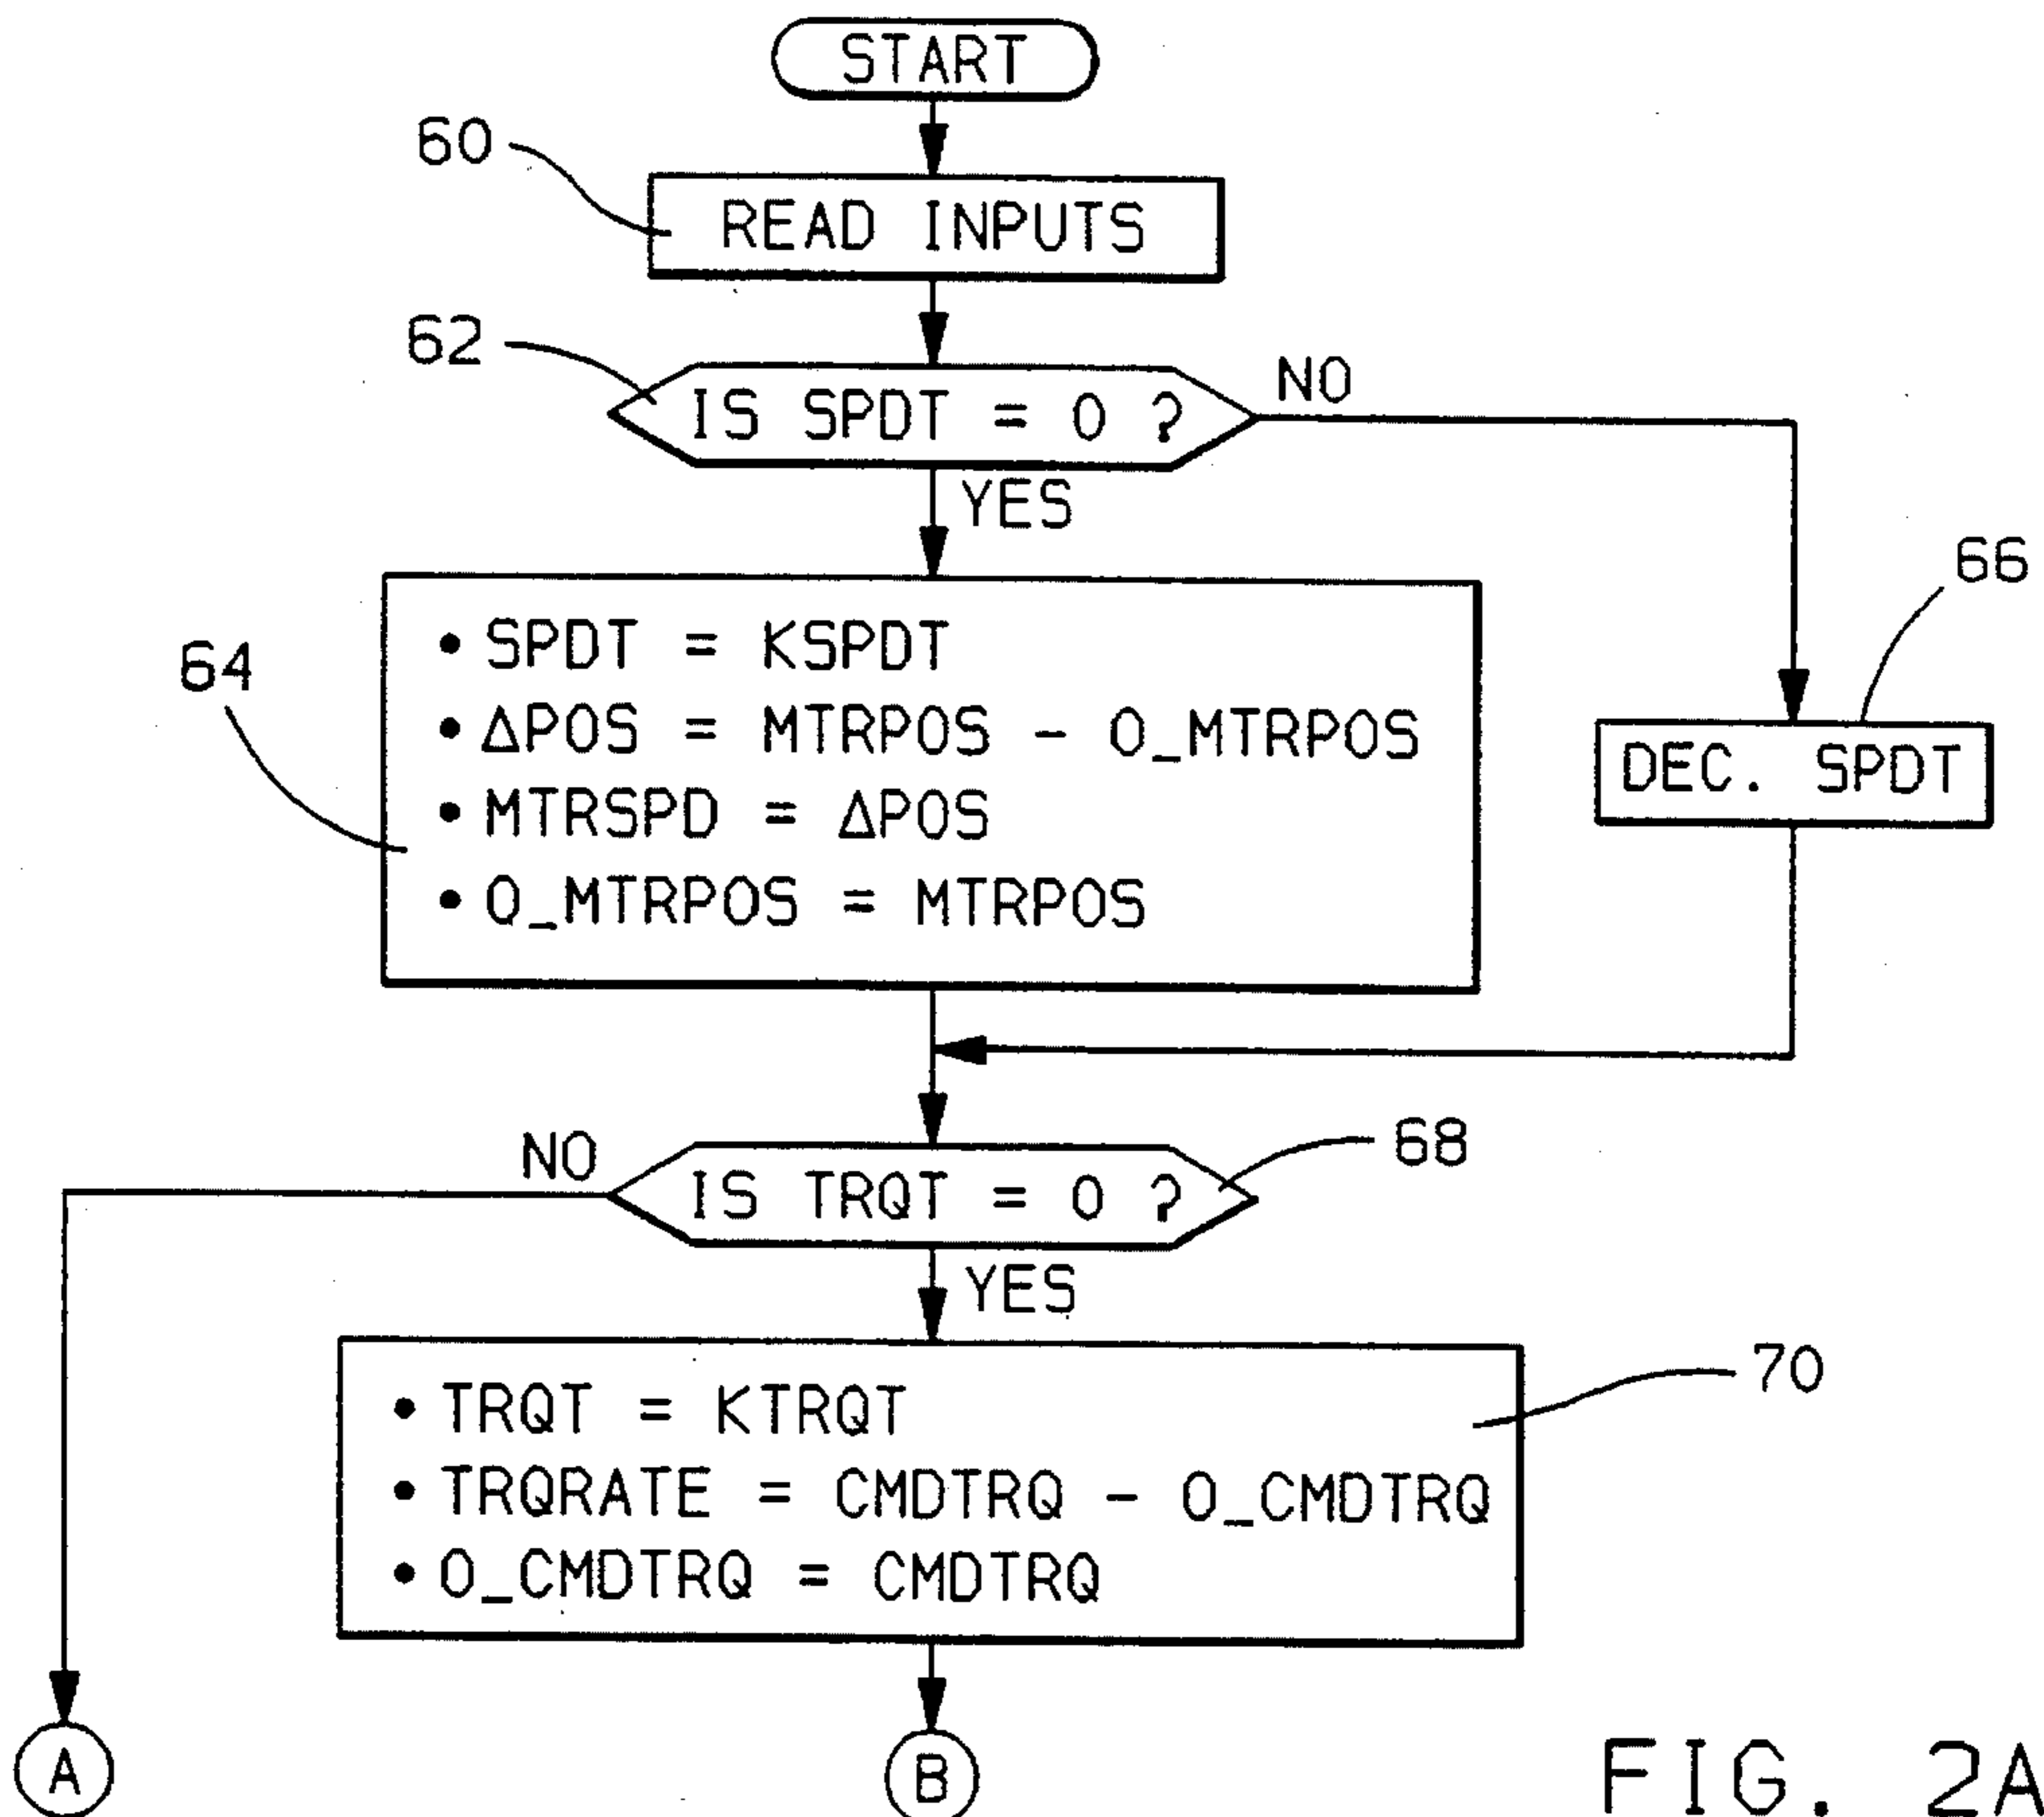 START
60
READ INPUTS
62
IS SPDT = 0 ?
NO
YES
66
64
• SPDT = KSPDT
• ΔPOS = MTRPOS - O_MTRPOS
• MTRSPD = ΔPOS
• O_MTRPOS = MTRPOS
DEC. SPDT
NO
IS TRQT = 0 ?
68
YES
70
• TRQT = KTRQT
• TRQRATE = CMDTRQ - O_CMDTRQ
• O_CMDTRQ = CMDTRQ
A
B
FIG. 2A